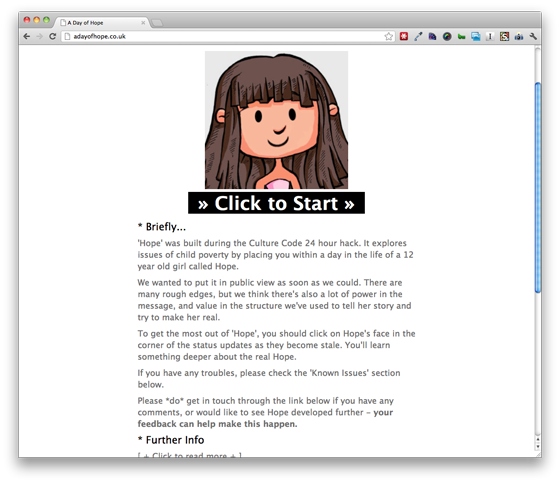 A Day of Hope
adayofhope.co.uk
» Click to Start »
* Briefly...
'Hope' was built during the Culture Code 24 hour hack. It explores
issues of child poverty by placing you within a day in the life of a 12
year old girl called Hope.
We wanted to put it in public view as soon as we could. There are
many rough edges, but we think there's also a lot of power in the
message, and value in the structure we've used to tell her story and
try to make her real.
To get the most out of 'Hope', you should click on Hope's face in the
corner of the status updates as they become stale. You'll learn
something deeper about the real Hope.
If you have any troubles, please check the 'Known Issues' section
below.
Please *do* get in touch through the link below if you have any
comments, or would like to see Hope developed further – your
feedback can help make this happen.
* Further Info
[ + Click to read more + ]